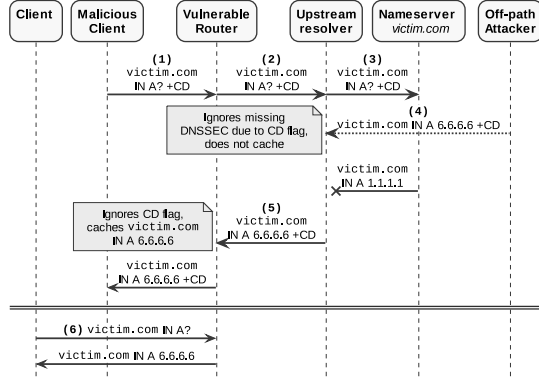 Client
Malicious
Client
Vulnerable
Router
Upstream
resolver
Nameserver
victim.com
Off-path
Attacker
(1)
victim.com
IN A? +CD
(2)
victim.com
IN A? +CD
(3)
victim.com
IN A? +CD
Ignores missing
DNSSEC due to CD flag,
does not cache
(4)
victim.com IN A 6.6.6.6 +CD
victim.com
IN A 1.1.1.1
Ignores CD flag,
caches victim.com
IN A 6.6.6.6
(5)
victim.com
IN A 6.6.6.6 +CD
victim.com
IN A 6.6.6.6 +CD
(6) victim.com IN A?
victim.com IN A 6.6.6.6